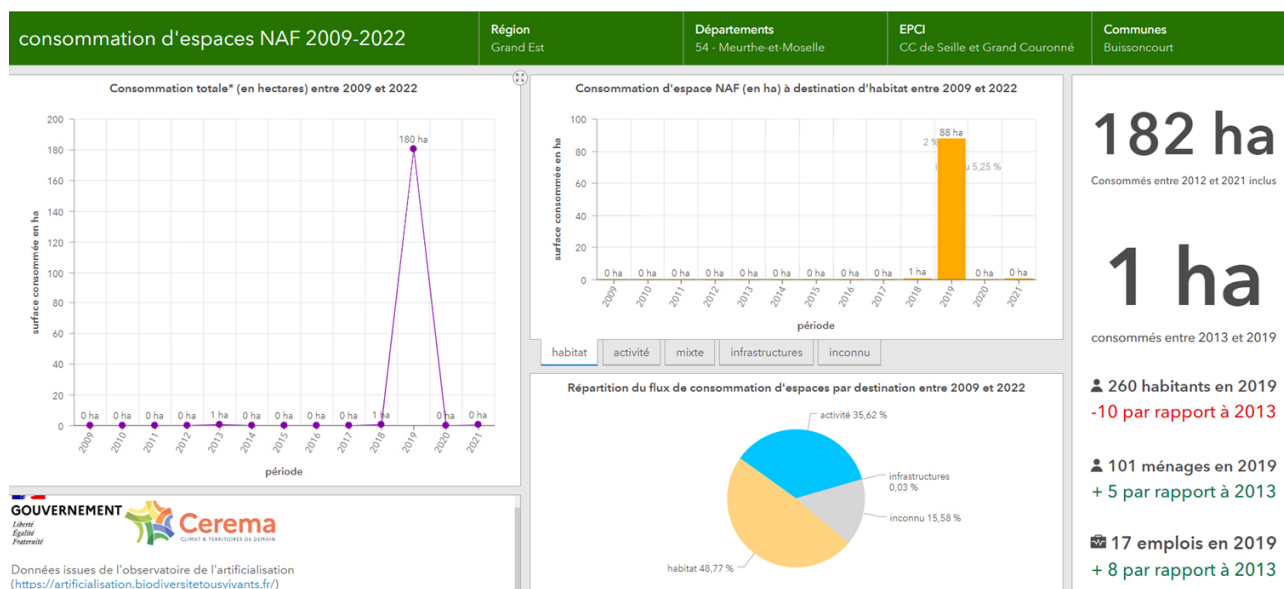 consommation d'espaces NAF 2009-2022
Région
Grand Est
Départements
54 - Meurthe-et-Moselle
EPCI
CC de Seille et Grand Couronné
Communes
Buissoncourt
Consommation totale* (en hectares) entre 2009 et 2022
surface consommée en ha
200
180
160
140
120
100
80
60
40
20
0
0 ha
0 ha
0 ha
0 ha
1 ha
0 ha
0 ha
0 ha
0 ha
1 ha
180 ha
0 ha
0 ha
2009
2010
2011
2012
2013
2014
2015
2016
2017
2018
2019
2020
2021
période
Consommation d'espace NAF (en ha) à destination d'habitat entre 2009 et 2022
surface consommée en ha
100
80
60
40
20
0
0 ha
0 ha
0 ha
0 ha
0 ha
0 ha
0 ha
0 ha
0 ha
1 ha
88 ha
0 ha
0 ha
2 %
u 5,25 %
2009
2010
2011
2012
2013
2014
2015
2016
2017
2018
2019
2020
2021
période
habitat
activité
mixte
infrastructures
inconnu
Répartition du flux de consommation d'espaces par destination entre 2009 et 2022
activité 35,62 %
infrastructures
0,03 %
inconnu 15,58 %
habitat 48,77 %
182 ha
Consommés entre 2012 et 2021 inclus
1 ha
consommés entre 2013 et 2019
260 habitants en 2019
-10 par rapport à 2013
101 ménages en 2019
+ 5 par rapport à 2013
17 emplois en 2019
+ 8 par rapport à 2013
GOUVERNEMENT
Liberté
Égalité
Fraternité
Cerema
CLIMAT & TERRITOIRES DE DEMAIN
Données issues de l'observatoire de l'artificialisation
(https://artificialisation.biodiversitetousvivants.fr/)